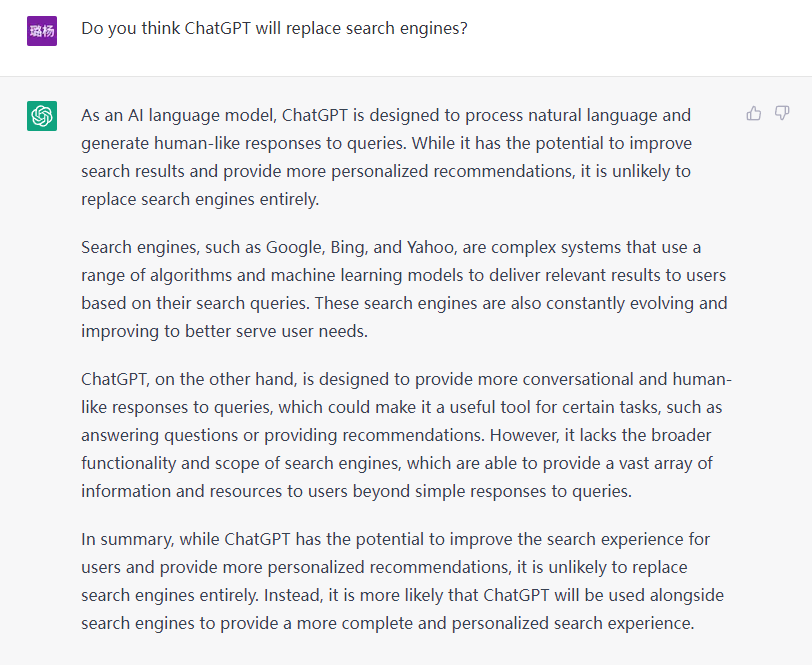 璐杨
Do you think ChatGPT will replace search engines?
As an AI language model, ChatGPT is designed to process natural language and
generate human-like responses to queries. While it has the potential to improve
search results and provide more personalized recommendations, it is unlikely to
replace search engines entirely.
Search engines, such as Google, Bing, and Yahoo, are complex systems that use a
range of algorithms and machine learning models to deliver relevant results to users
based on their search queries. These search engines are also constantly evolving and
improving to better serve user needs.
ChatGPT, on the other hand, is designed to provide more conversational and human-
like responses to queries, which could make it a useful tool for certain tasks, such as
answering questions or providing recommendations. However, it lacks the broader
functionality and scope of search engines, which are able to provide a vast array of
information and resources to users beyond simple responses to queries.
In summary, while ChatGPT has the potential to improve the search experience for
users and provide more personalized recommendations, it is unlikely to replace
search engines entirely. Instead, it is more likely that ChatGPT will be used alongside
search engines to provide a more complete and personalized search experience.